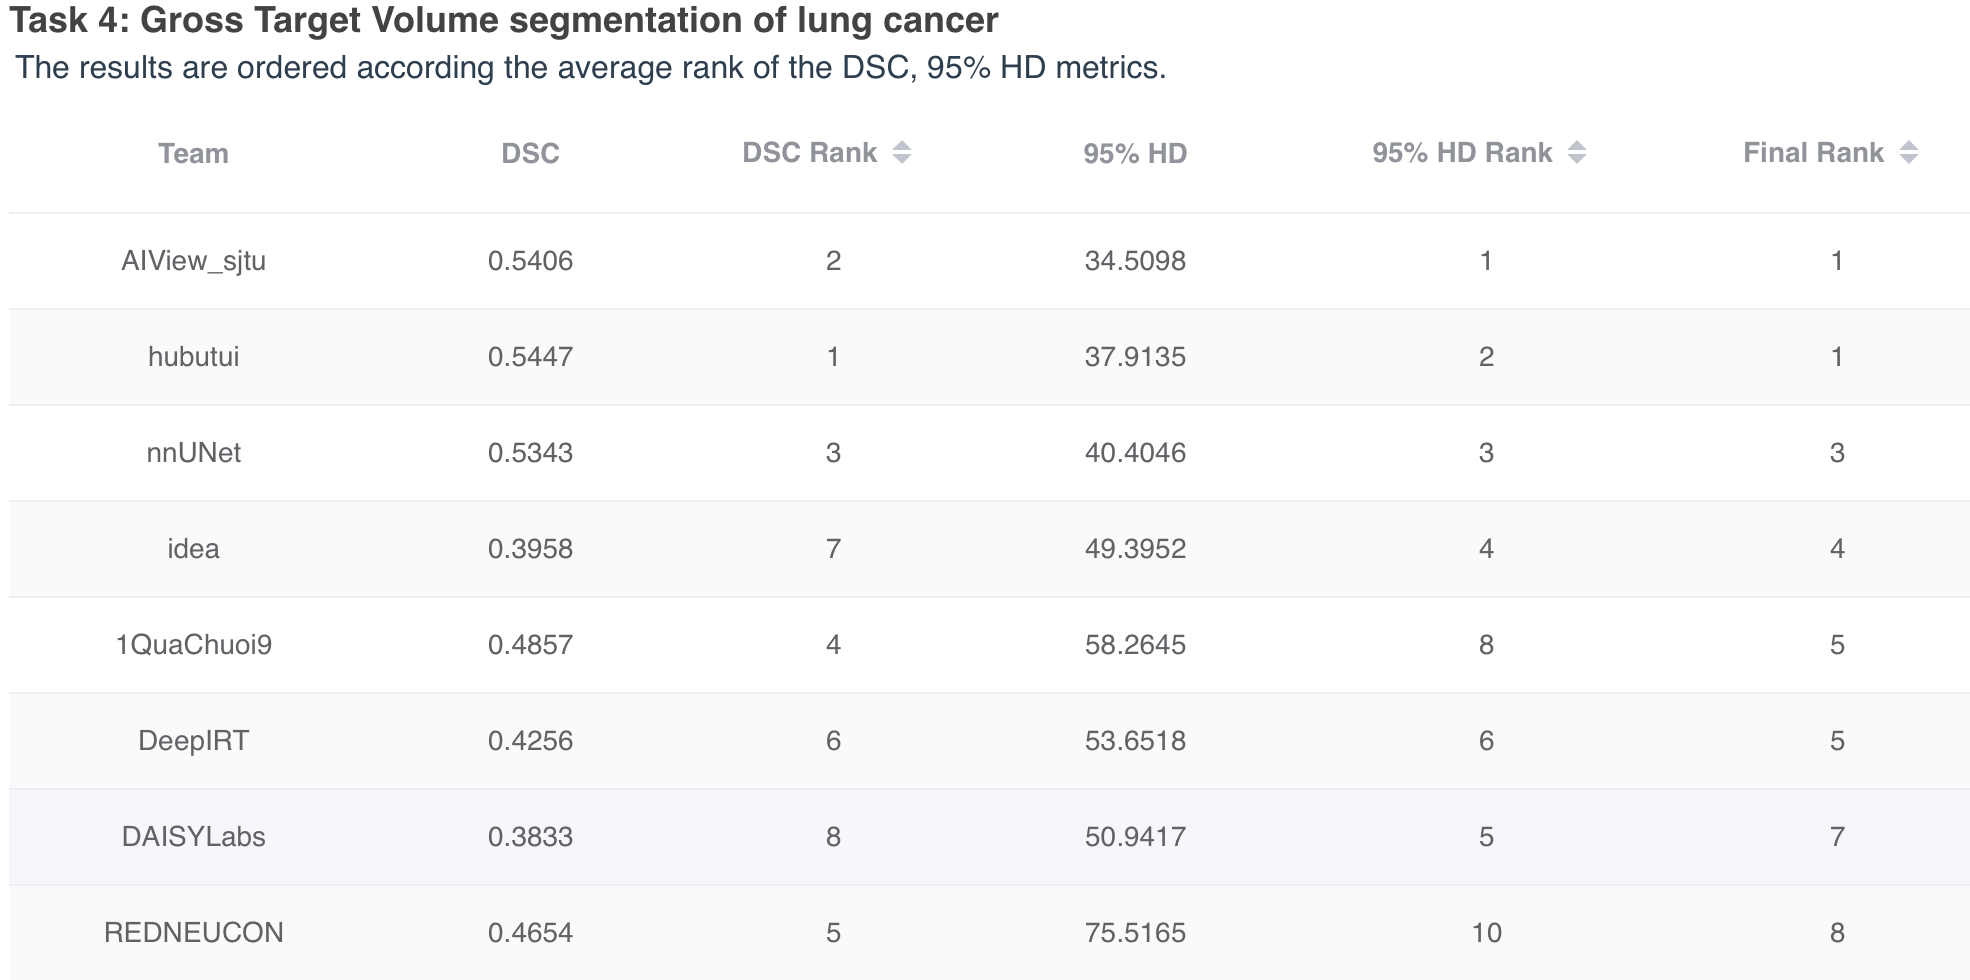 Task 4: Gross Target Volume segmentation of lung cancer
The results are ordered according the average rank of the DSC, 95% HD metrics.
Team DSC DSC Rank 95% HD 95% HD Rank Final Rank
AIView_sjtu 0.5406 2 34.5098 1 1
hubutui 0.5447 1 37.9135 2 1
nnUNet 0.5343 3 40.4046 3 3
idea 0.3958 7 49.3952 4 4
1QuaChuoi9 0.4857 4 58.2645 8 5
DeepIRT 0.4256 6 53.6518 6 5
DAISYLabs 0.3833 8 50.9417 5 7
REDNEUCON 0.4654 5 75.5165 10 8